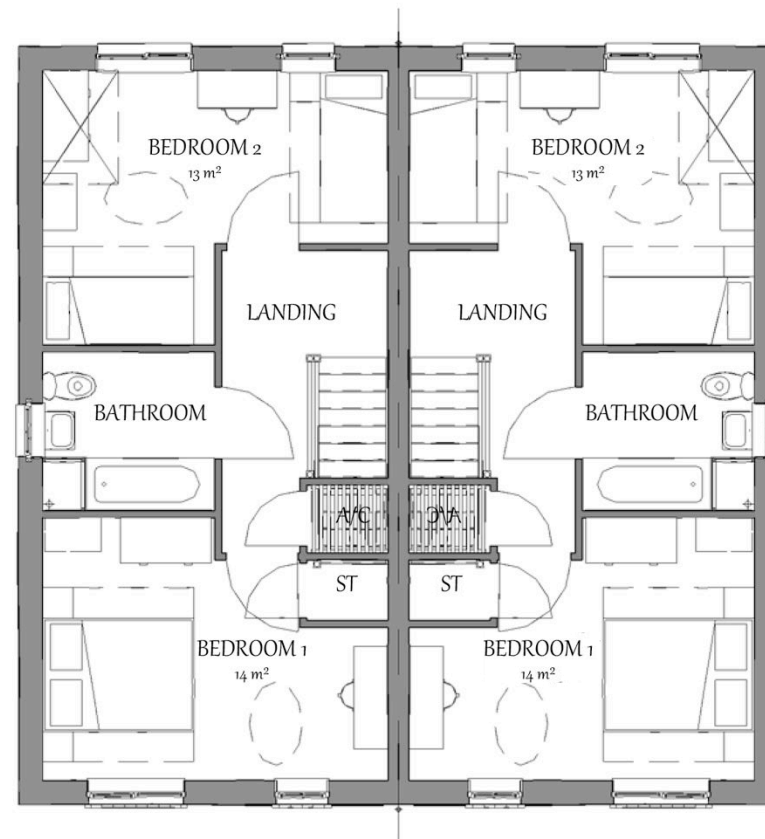 BEDROOM 2
13 m²
BEDROOM 2
13 m²
LANDING
LANDING
BATHROOM
BATHROOM
A/C
A/C
ST
ST
BEDROOM 1
14 m²
BEDROOM 1
14 m²